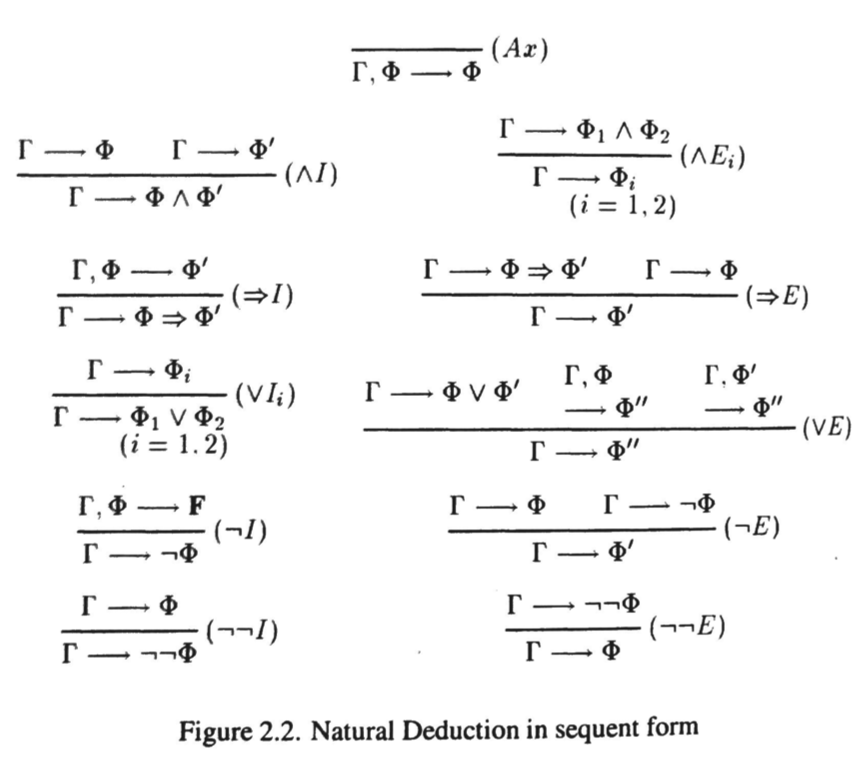 (Ax)
Γ, Φ ⟶ Φ
Γ ⟶ Φ    Γ ⟶ Φ′
(∧I)
Γ ⟶ Φ ∧ Φ′
Γ ⟶ Φ₁ ∧ Φ₂
(∧Eᵢ)
Γ ⟶ Φᵢ
(i = 1, 2)
Γ, Φ ⟶ Φ′
(⇒I)
Γ ⟶ Φ ⇒ Φ′
Γ ⟶ Φ ⇒ Φ′    Γ ⟶ Φ
(⇒E)
Γ ⟶ Φ′
Γ ⟶ Φᵢ
(∨Iᵢ)
Γ ⟶ Φ₁ ∨ Φ₂
(i = 1.2)
Γ ⟶ Φ ∨ Φ′    Γ, Φ ⟶ Φ″    Γ, Φ′ ⟶ Φ″
(∨E)
Γ ⟶ Φ″
Γ, Φ ⟶ F
(¬I)
Γ ⟶ ¬Φ
Γ ⟶ Φ    Γ ⟶ ¬Φ
(¬E)
Γ ⟶ Φ′
Γ ⟶ Φ
(¬¬I)
Γ ⟶ ¬¬Φ
Γ ⟶ ¬¬Φ
(¬¬E)
Γ ⟶ Φ
Figure 2.2. Natural Deduction in sequent form